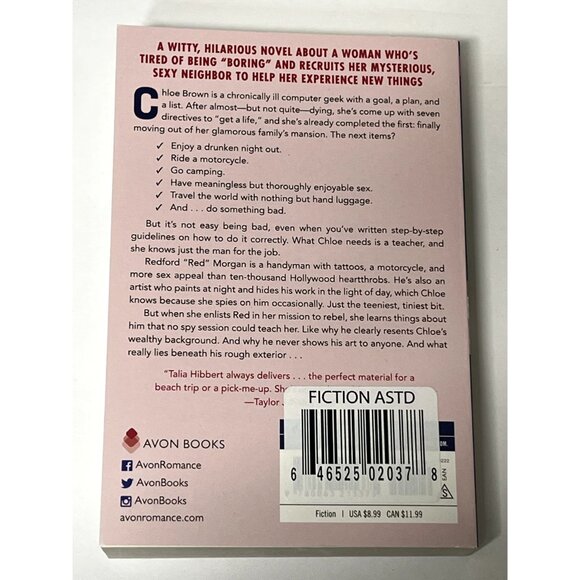 A WITTY, HILARIOUS NOVEL ABOUT A WOMAN WHO'S
TIRED OF BEING "BORING" AND RECRUITS HER MYSTERIOUS,
SEXY NEIGHBOR TO HELP HER EXPERIENCE NEW THINGS
Chloe Brown is a chronically ill computer geek with a goal, a plan, and
a list. After almost—but not quite—dying, she's come up with seven
directives to "get a life," and she's already completed the first: finally
moving out of her glamorous family's mansion. The next items?
✓ Enjoy a drunken night out.
✓ Ride a motorcycle.
✓ Go camping.
✓ Have meaningless but thoroughly enjoyable sex.
✓ Travel the world with nothing but hand luggage.
✓ And . . . do something bad.
But it's not easy being bad, even when you've written step-by-step
guidelines on how to do it correctly. What Chloe needs is a teacher, and
she knows just the man for the job.
Redford "Red" Morgan is a handyman with tattoos, a motorcycle, and
more sex appeal than ten-thousand Hollywood heartthrobs. He's also an
artist who paints at night and hides his work in the light of day, which Chloe
knows because she spies on him occasionally. Just the teeniest, tiniest bit.
But when she enlists Red in her mission to rebel, she learns things about
him that no spy session could teach her. Like why he clearly resents Chloe's
wealthy background. And why he never shows his art to anyone. And what
really lies beneath his rough exterior . . .
"Talia Hibbert always delivers . . . the perfect material for a
beach trip or a pick-me-up.
—Taylor
FICTION ASTD
6 46525 02037 8
AVON BOOKS
AvonRomance
AvonBooks
AvonBooks
avonromance.com
EAN
Fiction | USA $8.99 CAN $11.99